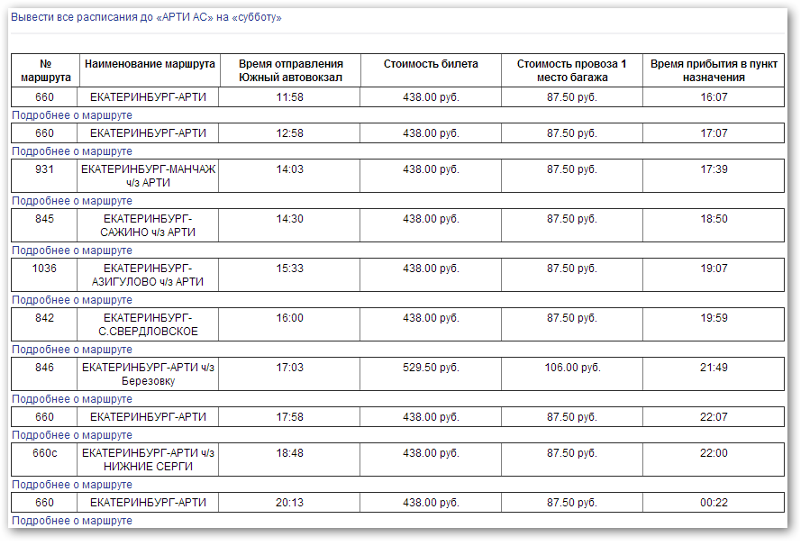 Вывести все расписания до «АРТИ АС» на «субботу»
№ маршрута Наименование маршрута Время отправления Южный автовокзал Стоимость билета Стоимость провоза 1 место багажа Время прибытия в пункт назначения
660 ЕКАТЕРИНБУРГ-АРТИ 11:58 438.00 руб. 87.50 руб. 16:07
Подробнее о маршруте
660 ЕКАТЕРИНБУРГ-АРТИ 12:58 438.00 руб. 87.50 руб. 17:07
Подробнее о маршруте
931 ЕКАТЕРИНБУРГ-МАНЧАЖ ч/з АРТИ 14:03 438.00 руб. 87.50 руб. 17:39
Подробнее о маршруте
845 ЕКАТЕРИНБУРГ-САЖИНО ч/з АРТИ 14:30 438.00 руб. 87.50 руб. 18:50
Подробнее о маршруте
1036 ЕКАТЕРИНБУРГ-АЗИГУЛОВО ч/з АРТИ 15:33 438.00 руб. 87.50 руб. 19:07
Подробнее о маршруте
842 ЕКАТЕРИНБУРГ-С.СВЕРДЛОВСКОЕ 16:00 438.00 руб. 87.50 руб. 19:59
Подробнее о маршруте
846 ЕКАТЕРИНБУРГ-АРТИ ч/з Березовку 17:03 529.50 руб. 106.00 руб. 21:49
Подробнее о маршруте
660 ЕКАТЕРИНБУРГ-АРТИ 17:58 438.00 руб. 87.50 руб. 22:07
Подробнее о маршруте
660с ЕКАТЕРИНБУРГ-АРТИ ч/з НИЖНИЕ СЕРГИ 18:48 438.00 руб. 87.50 руб. 22:00
Подробнее о маршруте
660 ЕКАТЕРИНБУРГ-АРТИ 20:13 438.00 руб. 87.50 руб. 00:22
Подробнее о маршруте